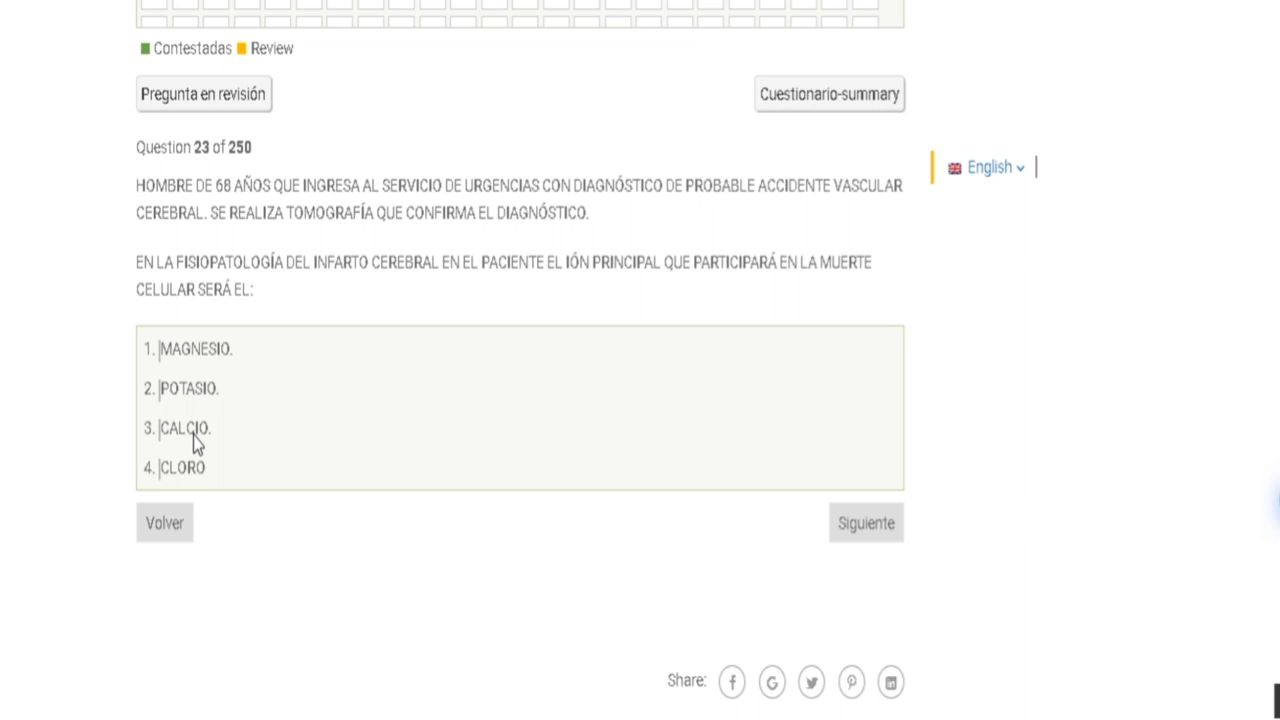 Contestadas Review
Pregunta en revisión
Cuestionario-summary
Question 23 of 250
English
HOMBRE DE 68 AÑOS QUE INGRESA AL SERVICIO DE URGENCIAS CON DIAGNÓSTICO DE PROBABLE ACCIDENTE VASCULAR
CEREBRAL. SE REALIZA TOMOGRAFÍA QUE CONFIRMA EL DIAGNÓSTICO.
EN LA FISIOPATOLOGÍA DEL INFARTO CEREBRAL EN EL PACIENTE EL IÓN PRINCIPAL QUE PARTICIPARÁ EN LA MUERTE
CELULAR SERÁ EL:
1. MAGNESIO.
2. POTASIO.
3. CALCIO.
4. CLORO
Volver
Siguiente
Share: